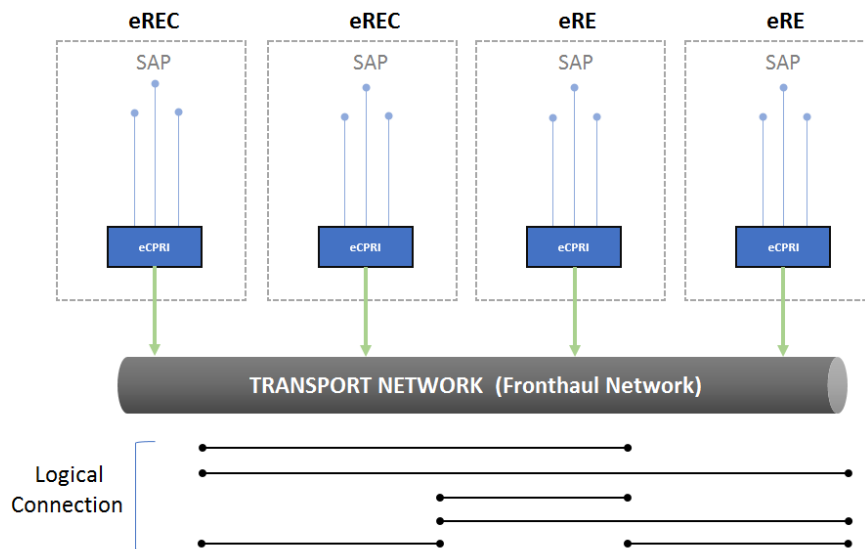 eREC
eREC
eRE
eRE
SAP
SAP
SAP
SAP
eCPRI
eCPRI
eCPRI
eCPRI
TRANSPORT NETWORK (Fronthaul Network)
Logical
Connection